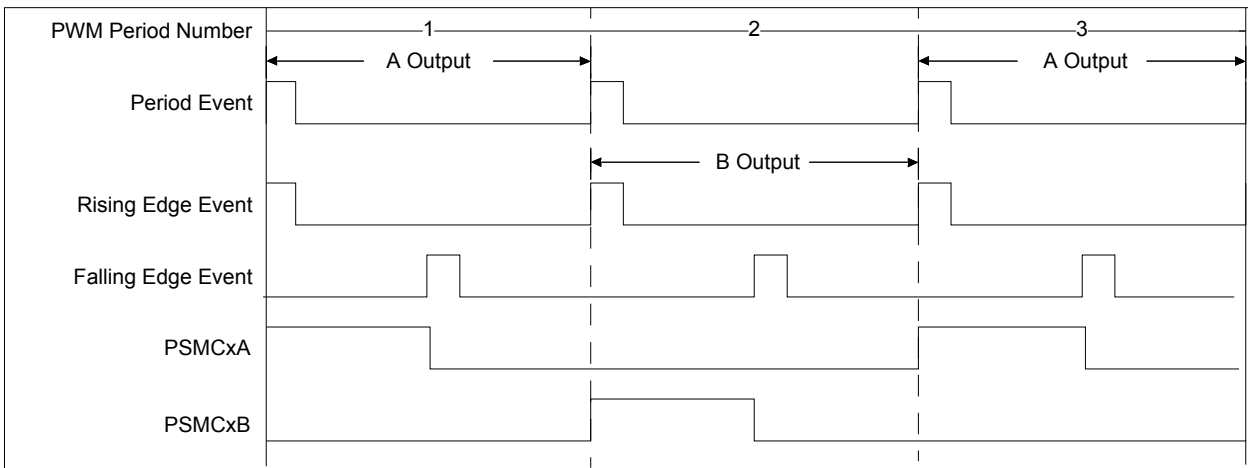 PWM Period Number 1 2 3
A Output A Output
Period Event
B Output
Rising Edge Event
Falling Edge Event
PSMCxA
PSMCxB